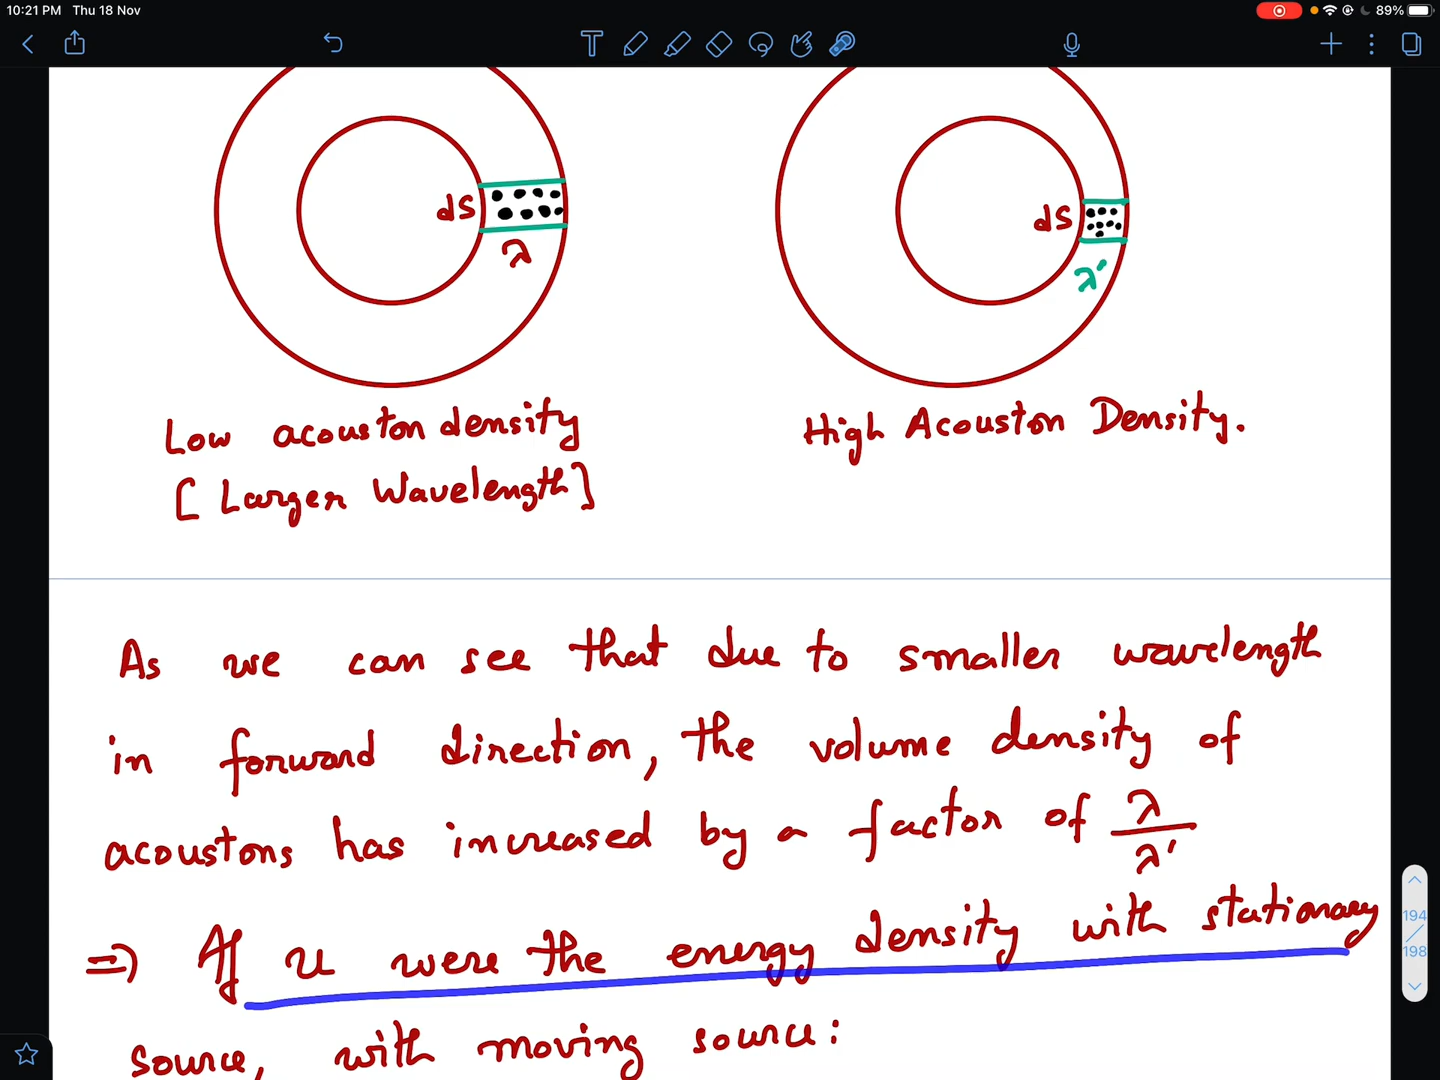 10:21 PM Thu 18 Nov
89%
dS
λ
dS
λ'
Low acouston density
[Larger Wavelength]
High Acouston Density.
As we can see that due to smaller wavelength
in forward direction, the volume density of
acoustons has increased by a factor of λ/λ'
=> If u were the energy density with stationary
source, with moving source:
194
198